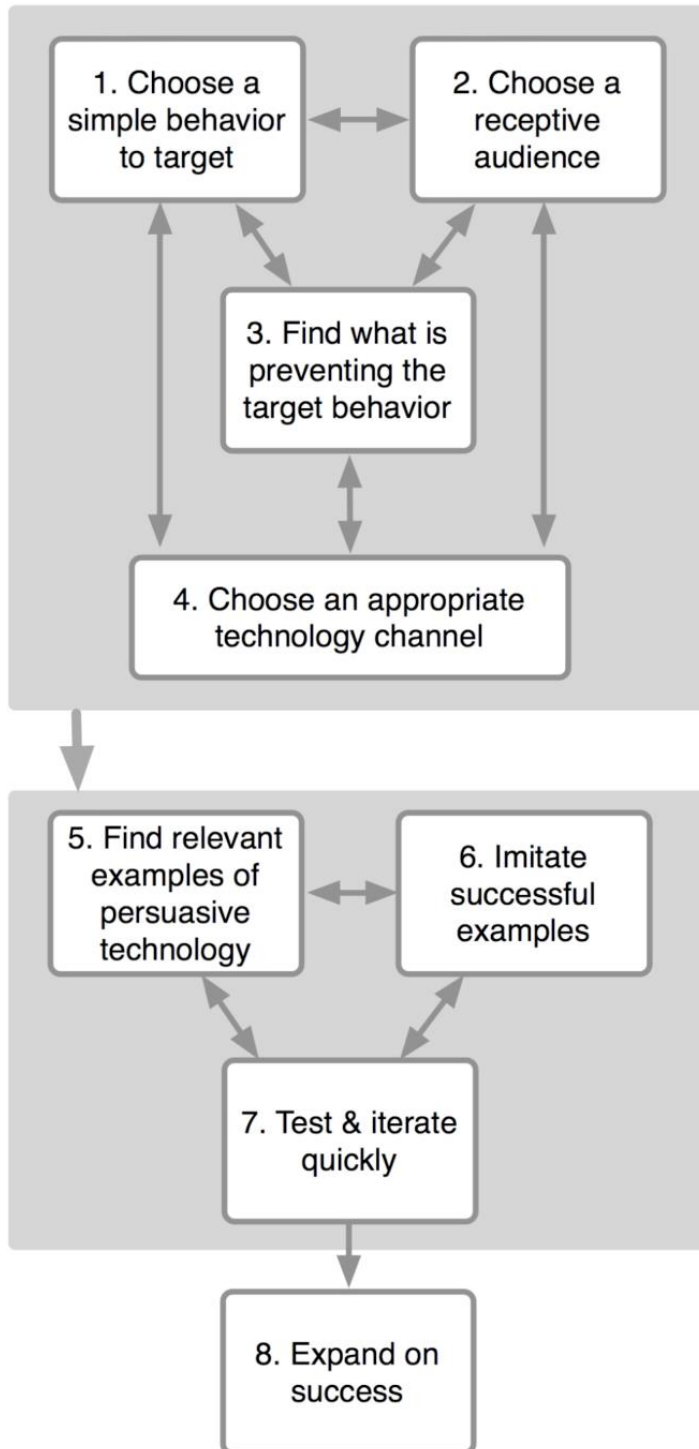 1. Choose a
simple behavior
to target
2. Choose a
receptive
audience
3. Find what is
preventing the
target behavior
4. Choose an appropriate
technology channel
5. Find relevant
examples of
persuasive
technology
6. Imitate
successful
examples
7. Test & iterate
quickly
8. Expand on
success